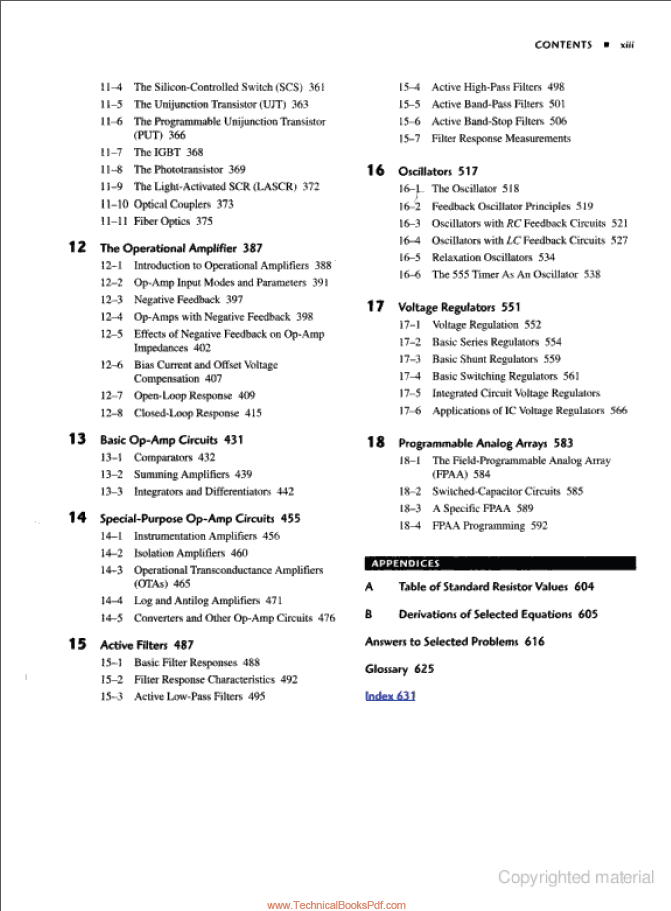 CONTENTS ■ xiii
11–4 The Silicon-Controlled Switch (SCS) 361
11–5 The Unijunction Transistor (UJT) 363
11–6 The Programmable Unijunction Transistor
(PUT) 366
11–7 The IGBT 368
11–8 The Phototransistor 369
11–9 The Light-Activated SCR (LASCR) 372
11–10 Optical Couplers 373
11–11 Fiber Optics 375
12 The Operational Amplifier 387
12–1 Introduction to Operational Amplifiers 388
12–2 Op-Amp Input Modes and Parameters 391
12–3 Negative Feedback 397
12–4 Op-Amps with Negative Feedback 398
12–5 Effects of Negative Feedback on Op-Amp
Impedances 402
12–6 Bias Current and Offset Voltage
Compensation 407
12–7 Open-Loop Response 409
12–8 Closed-Loop Response 415
13 Basic Op-Amp Circuits 431
13–1 Comparators 432
13–2 Summing Amplifiers 439
13–3 Integrators and Differentiators 442
14 Special-Purpose Op-Amp Circuits 455
14–1 Instrumentation Amplifiers 456
14–2 Isolation Amplifiers 460
14–3 Operational Transconductance Amplifiers
(OTAs) 465
14–4 Log and Antilog Amplifiers 471
14–5 Converters and Other Op-Amp Circuits 476
15 Active Filters 487
15–1 Basic Filter Responses 488
15–2 Filter Response Characteristics 492
15–3 Active Low-Pass Filters 495
15–4 Active High-Pass Filters 498
15–5 Active Band-Pass Filters 501
15–6 Active Band-Stop Filters 506
15–7 Filter Response Measurements
16 Oscillators 517
16–1 The Oscillator 518
16–2 Feedback Oscillator Principles 519
16–3 Oscillators with RC Feedback Circuits 521
16–4 Oscillators with LC Feedback Circuits 527
16–5 Relaxation Oscillators 534
16–6 The 555 Timer As An Oscillator 538
17 Voltage Regulators 551
17–1 Voltage Regulation 552
17–2 Basic Series Regulators 554
17–3 Basic Shunt Regulators 559
17–4 Basic Switching Regulators 561
17–5 Integrated Circuit Voltage Regulators
17–6 Applications of IC Voltage Regulators 566
18 Programmable Analog Arrays 583
18–1 The Field-Programmable Analog Array
(FPAA) 584
18–2 Switched-Capacitor Circuits 585
18–3 A Specific FPAA 589
18–4 FPAA Programming 592
APPENDICES
A Table of Standard Resistor Values 604
B Derivations of Selected Equations 605
Answers to Selected Problems 616
Glossary 625
Index 631
Copyrighted material
www.TechnicalBooksPdf.com